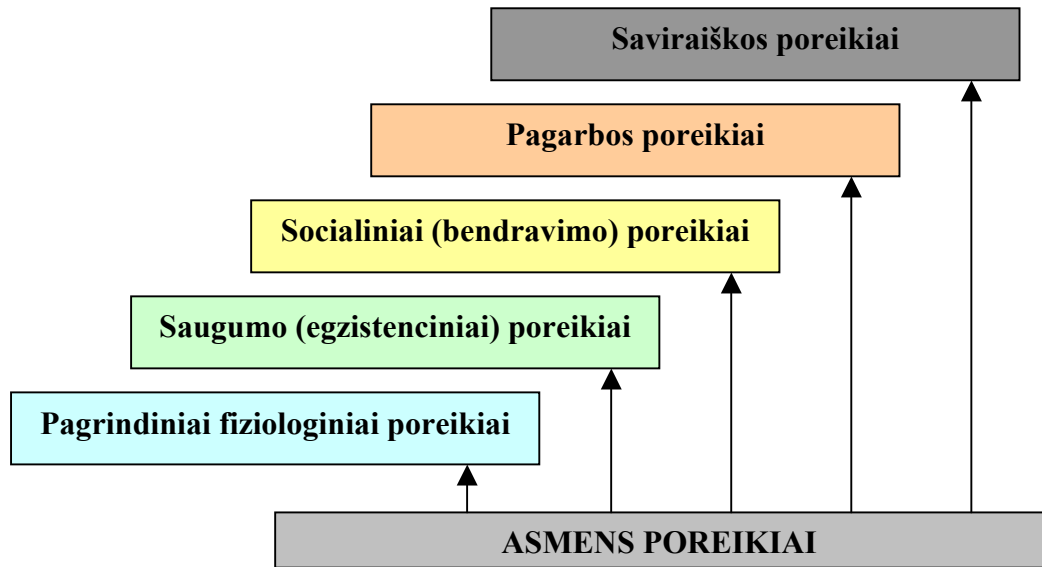 Saviraiškos poreikiai
Pagarbos poreikiai
Socialiniai (bendravimo) poreikiai
Saugumo (egzistenciniai) poreikiai
Pagrindiniai fiziologiniai poreikiai
ASMENS POREIKIAI